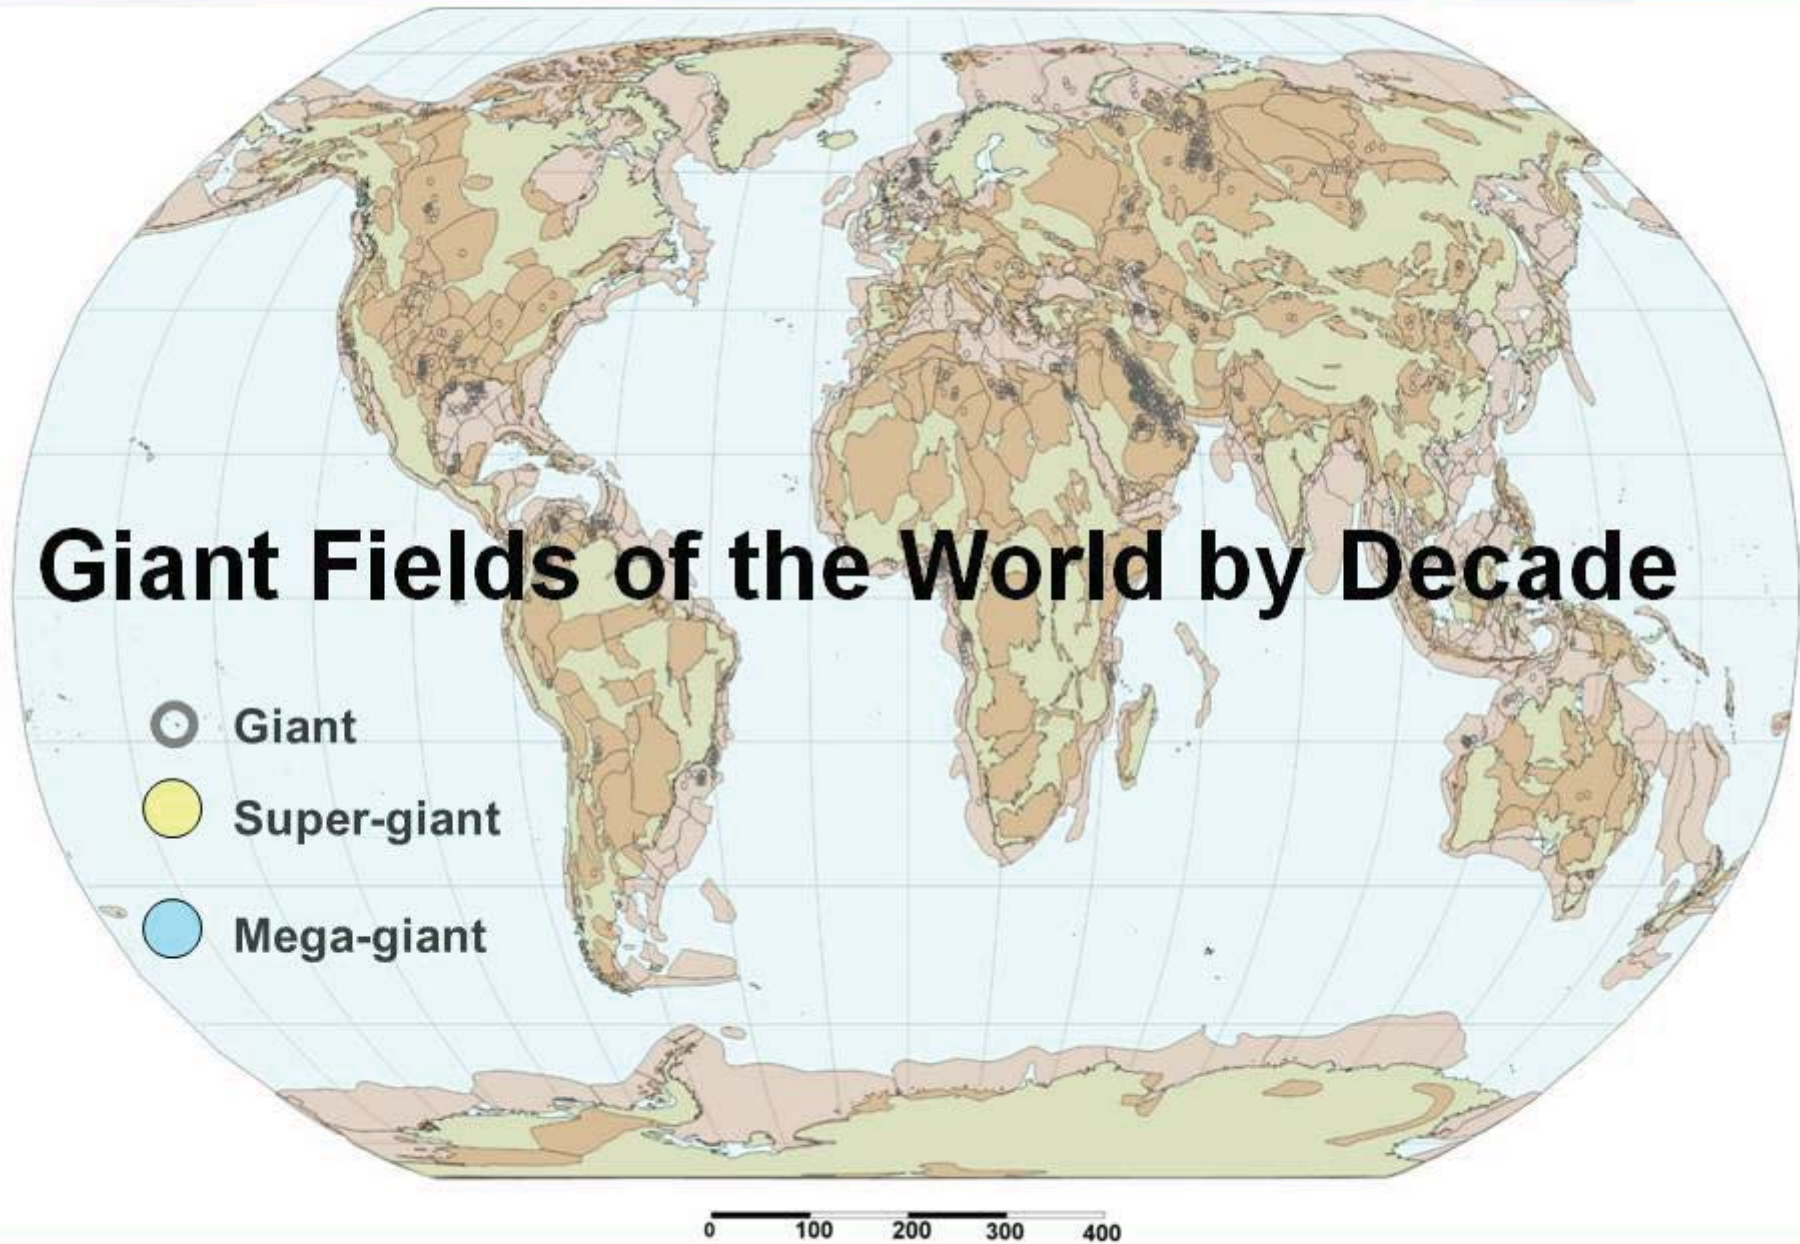 Giant Fields of the World by Decade
Giant
Super-giant
Mega-giant
0 100 200 300 400